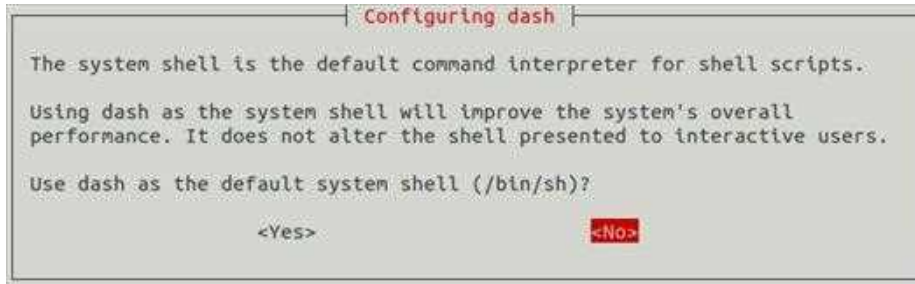 Configuring dash
The system shell is the default command interpreter for shell scripts.
Using dash as the system shell will improve the system's overall
performance. It does not alter the shell presented to interactive users.
Use dash as the default system shell (/bin/sh)?
<Yes> <No>